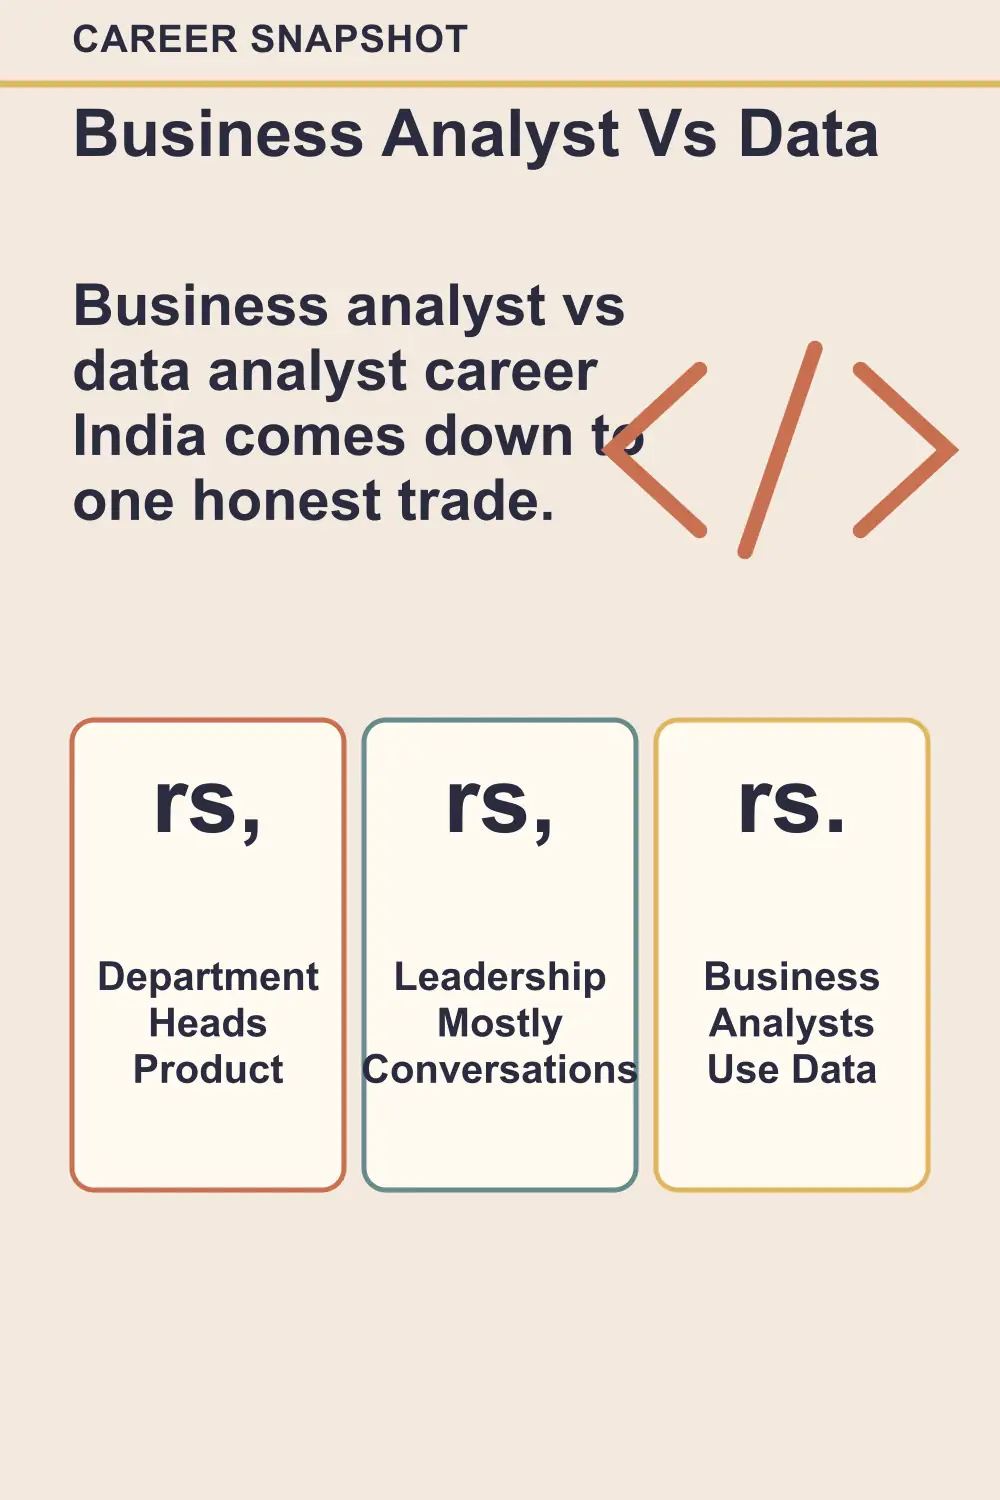 CAREER SNAPSHOT
Business Analyst Vs Data
Business analyst vs
data analyst career
India comes down to
one honest trade.
rs,
Department
Heads
Product
rs,
Leadership
Mostly
Conversations
rs.
Business
Analysts
Use Data